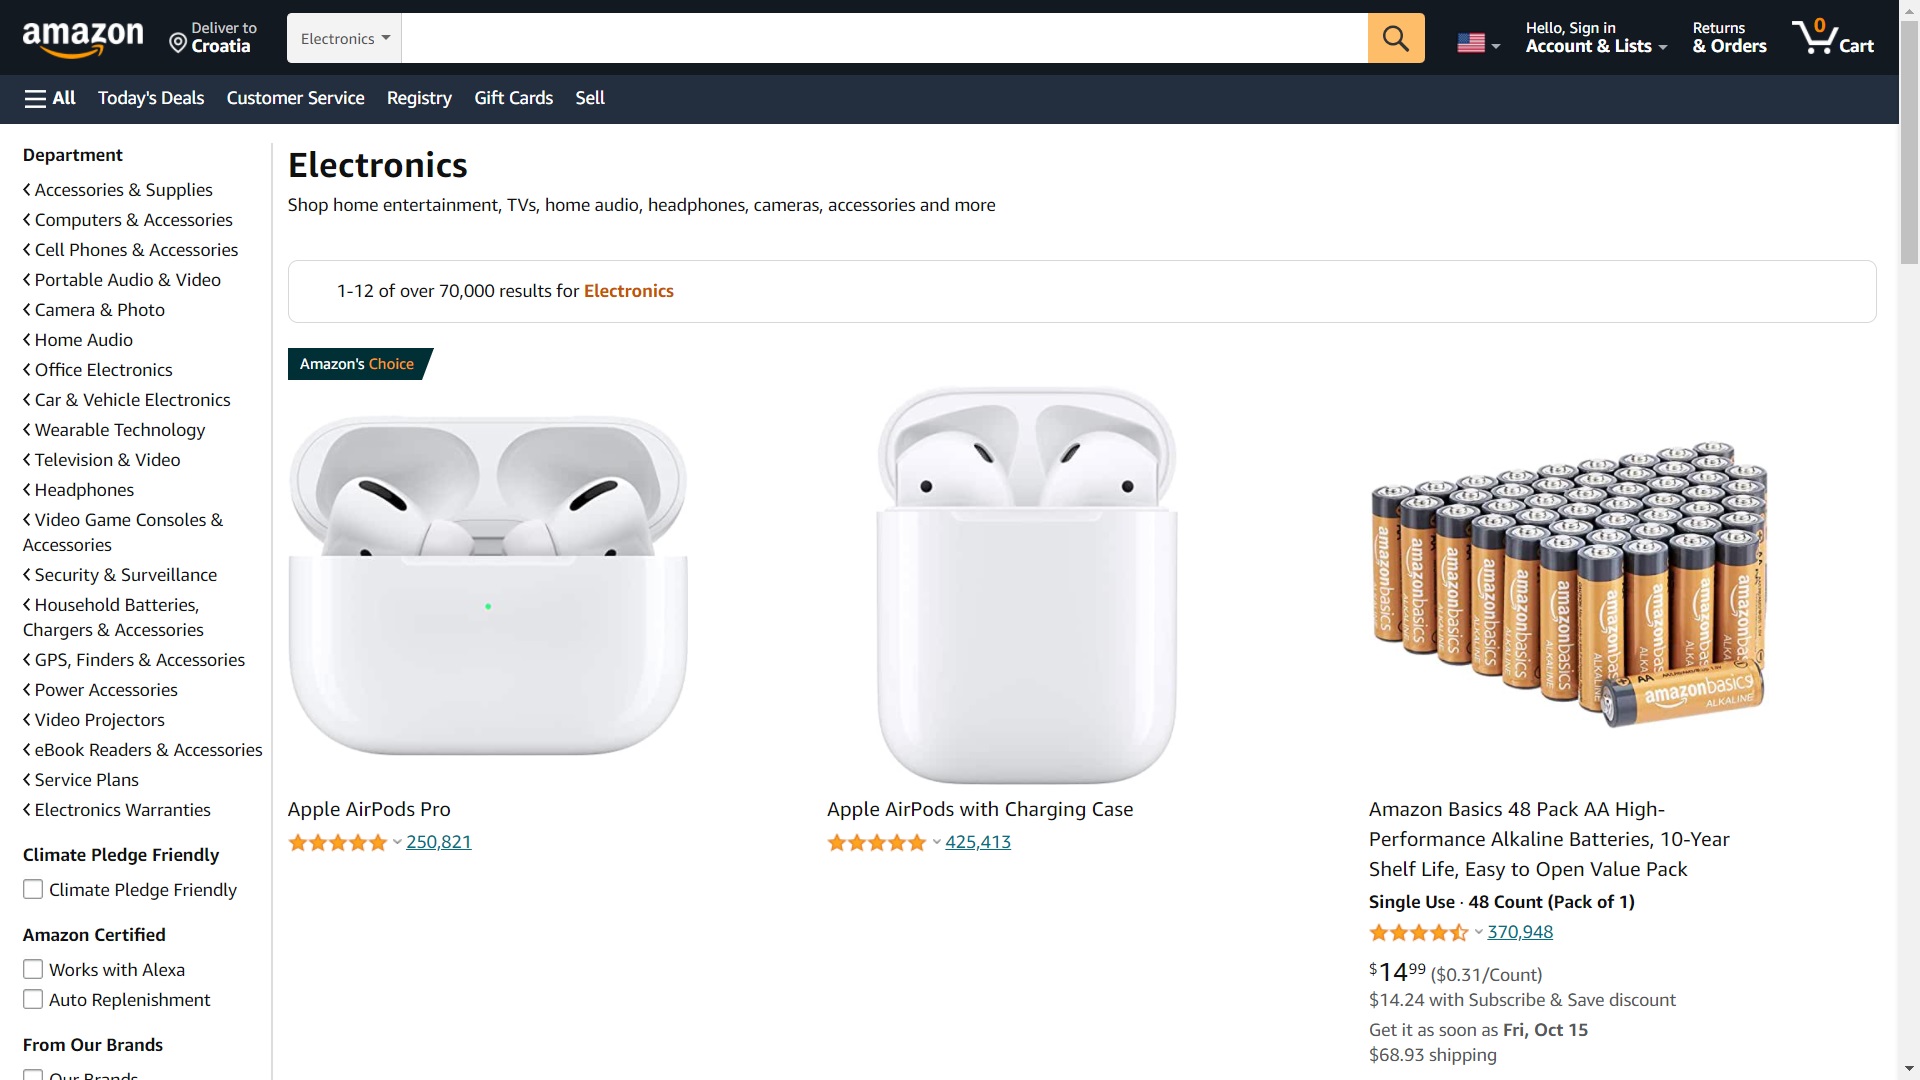 amazon
Deliver to
Croatia
Electronics
Hello, Sign in
Account & Lists
Returns
& Orders
0
Cart
All
Today's Deals
Customer Service
Registry
Gift Cards
Sell
Department
Accessories & Supplies
Computers & Accessories
Cell Phones & Accessories
Portable Audio & Video
Camera & Photo
Home Audio
Office Electronics
Car & Vehicle Electronics
Wearable Technology
Television & Video
Headphones
Video Game Consoles &
Accessories
Security & Surveillance
Household Batteries,
Chargers & Accessories
GPS, Finders & Accessories
Power Accessories
Video Projectors
eBook Readers & Accessories
Service Plans
Electronics Warranties
Climate Pledge Friendly
Climate Pledge Friendly
Amazon Certified
Works with Alexa
Auto Replenishment
From Our Brands
Our Brands
Electronics
Shop home entertainment, TVs, home audio, headphones, cameras, accessories and more
1-12 of over 70,000 results for Electronics
Amazon's Choice
Apple AirPods Pro
250,821
Apple AirPods with Charging Case
425,413
amazonbasics
ALKALINE
AA
amazonbasics
ALKALINE
Amazon Basics 48 Pack AA High-
Performance Alkaline Batteries, 10-Year
Shelf Life, Easy to Open Value Pack
Single Use · 48 Count (Pack of 1)
370,948
$1499 ($0.31/Count)
$14.24 with Subscribe & Save discount
Get it as soon as Fri, Oct 15
$68.93 shipping